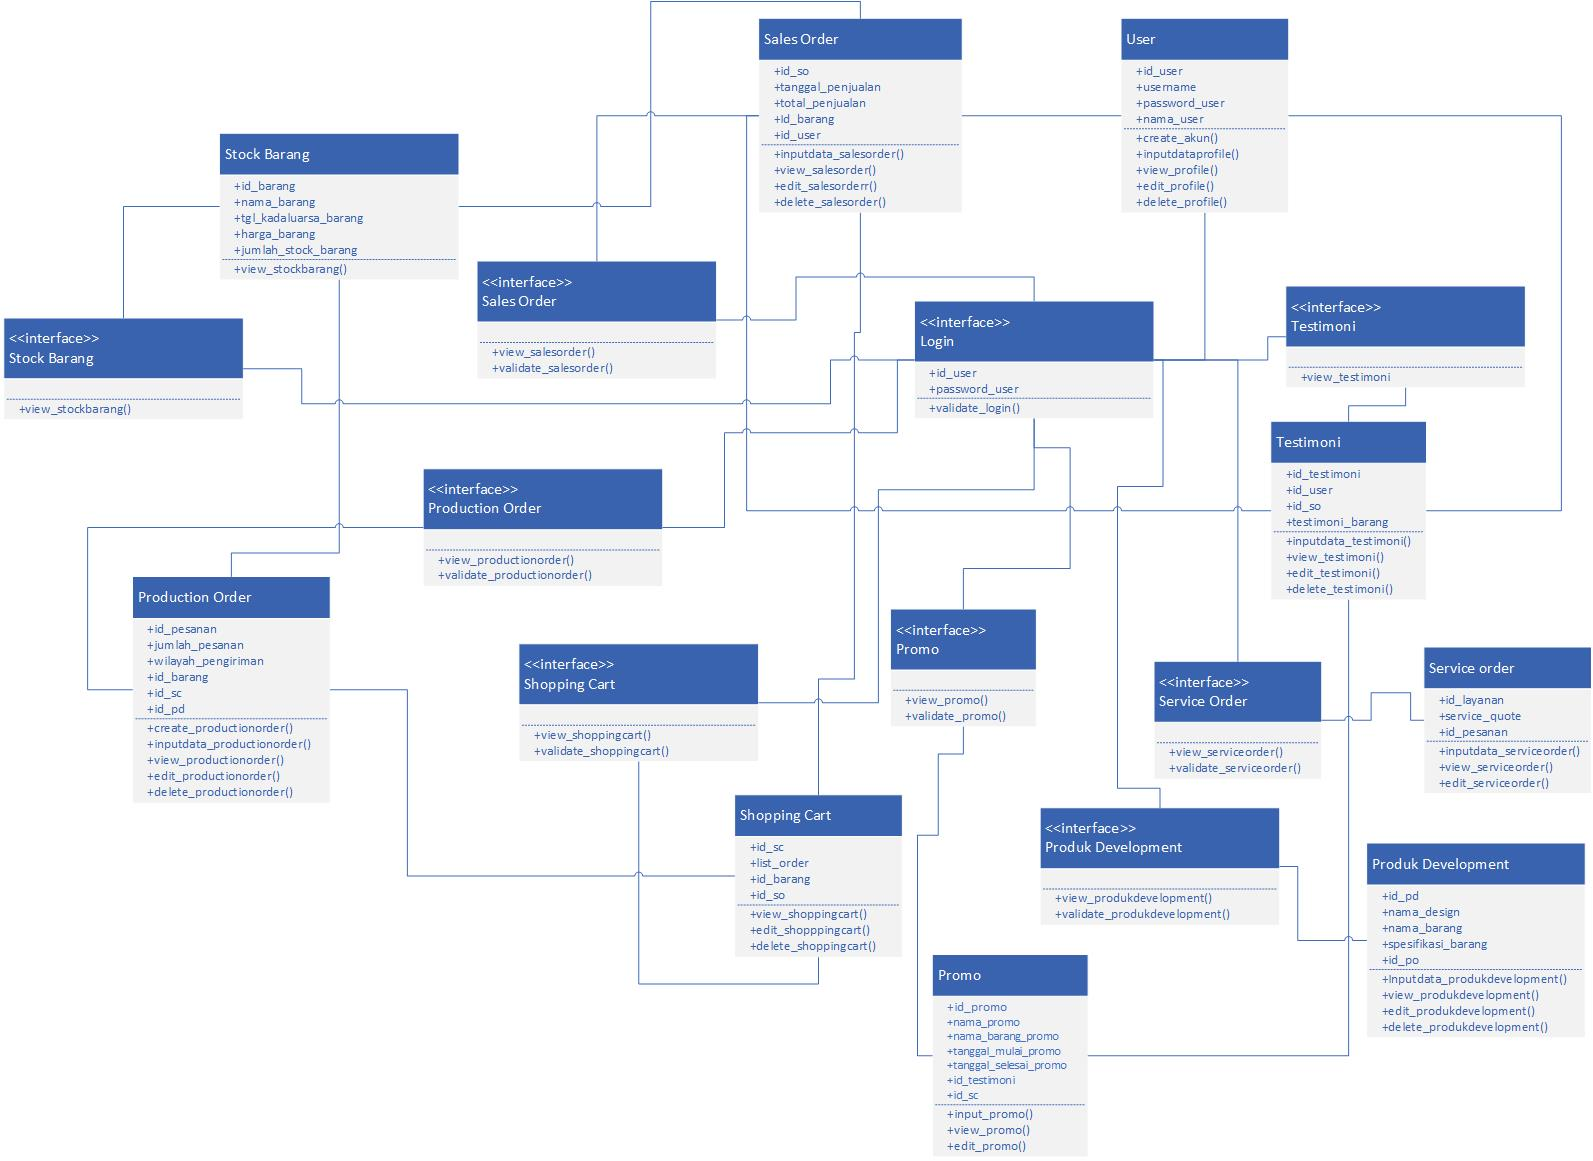 Sales Order
+id_so
+tanggal_penjualan
+total_penjualan
+id_barang
+id_user
+inputdata_salesorder()
+view_salesorder()
+edit_salesorderr()
+delete_salesorder()
User
+id_user
+username
+password_user
+nama_user
+create_akun()
+inputdataprofile()
+view_profile()
+edit_profile()
+delete_profile()
Stock Barang
+id_barang
+nama_barang
+tgl_kadaluarsa_barang
+harga_barang
+jumlah_stock_barang
+view_stockbarang()
<<interface>>
Sales Order
+view_salesorder()
+validate_salesorder()
<<interface>>
Login
+id_user
+password_user
+validate_login()
<<interface>>
Testimoni
+view_testimoni
<<interface>>
Stock Barang
+view_stockbarang()
Testimoni
+id_testimoni
+id_user
+id_so
+testimoni_barang
+inputdata_testimoni()
+view_testimoni()
+edit_testimoni()
+delete_testimoni()
<<interface>>
Production Order
+view_productionorder()
+validate_productionorder()
Production Order
+id_pesanan
+jumlah_pesanan
+wilayah_pengiriman
+id_barang
+id_sc
+id_pd
+create_productionorder()
+inputdata_productionorder()
+view_productionorder()
+edit_productionorder()
+delete_productionorder()
<<interface>>
Promo
+view_promo()
+validate_promo()
<<interface>>
Shopping Cart
+view_shoppingcart()
+validate_shoppingcart()
<<interface>>
Service Order
+view_serviceorder()
+validate_serviceorder()
Service order
+id_layanan
+service_quote
+id_pesanan
+inputdata_serviceorder()
+view_serviceorder()
+edit_serviceorder()
Shopping Cart
+id_sc
+list_order
+id_barang
+id_so
+view_shoppingcart()
+edit_shopppingcart()
+delete_shoppingcart()
<<interface>>
Produk Development
+view_produkdevelopment()
+validate_produkdevelopment()
Produk Development
+id_pd
+nama_design
+nama_barang
+spesifikasi_barang
+id_po
+Inputdata_produkdevelopment()
+view_produkdevelopment()
+edit_produkdevelopment()
+delete_produkdevelopment()
Promo
+id_promo
+nama_promo
+nama_barang_promo
+tanggal_mulai_promo
+tanggal_selesai_promo
+id_testimoni
+id_sc
+input_promo()
+view_promo()
+edit_promo()